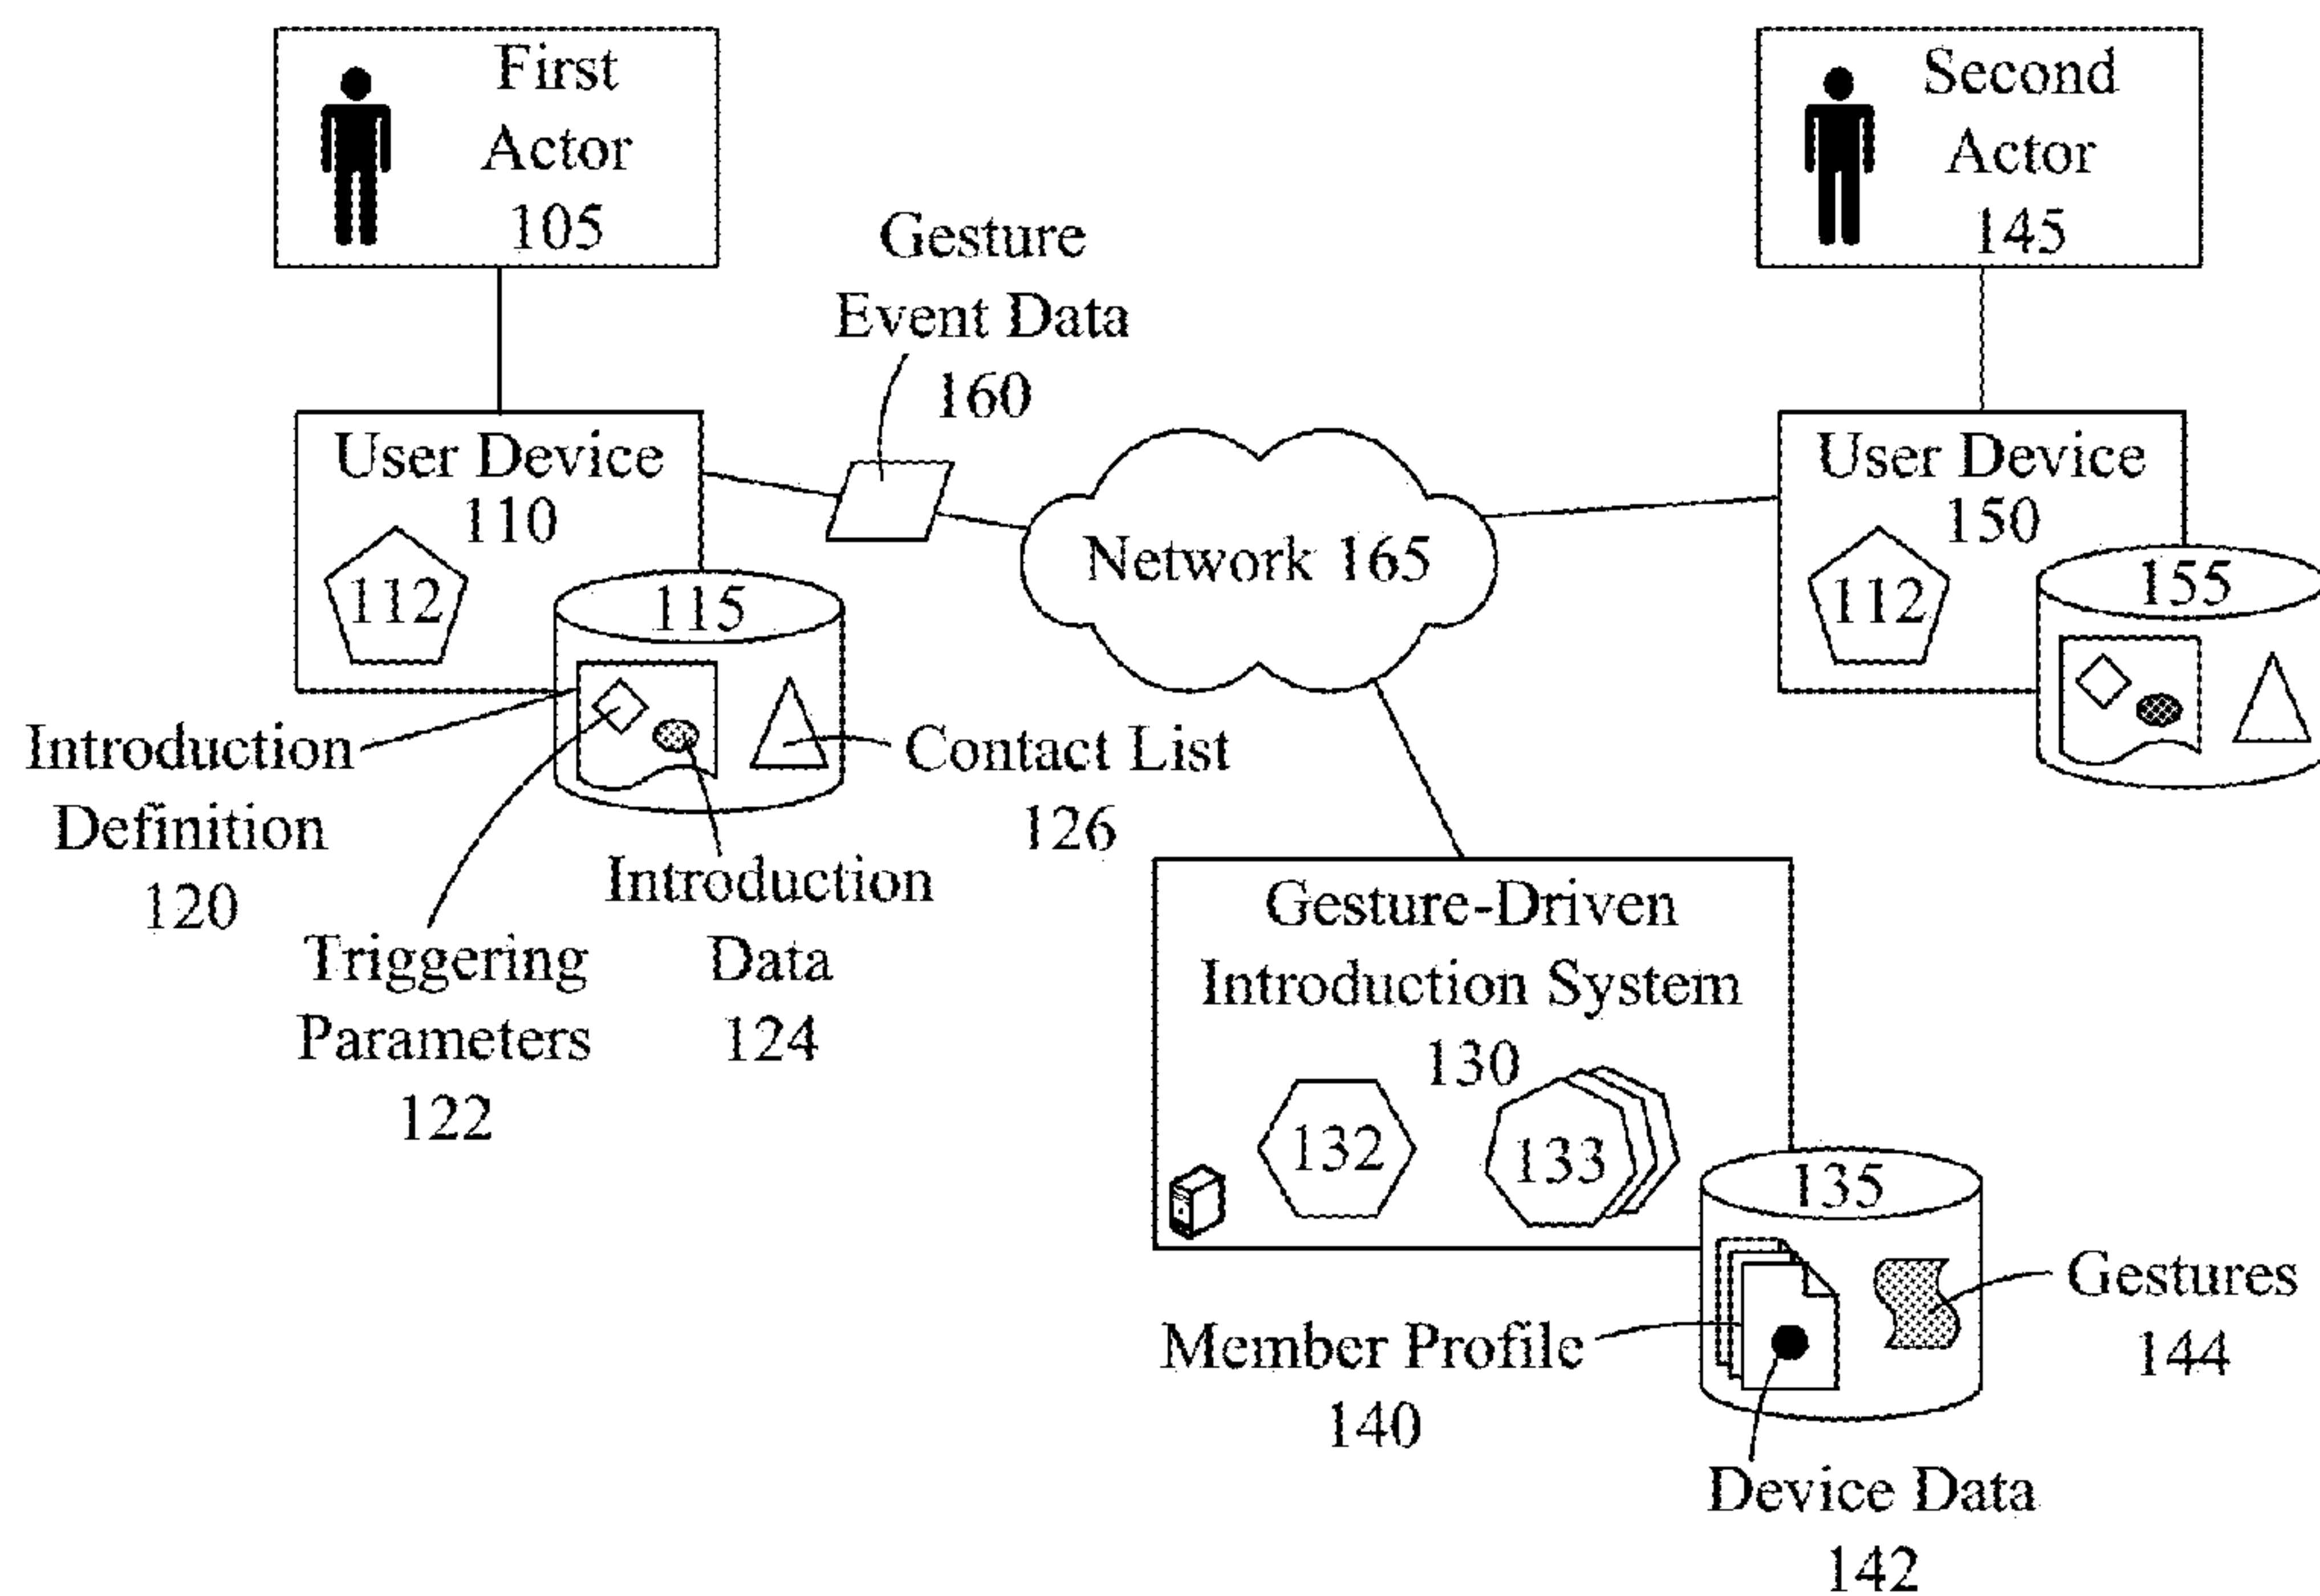 First
Actor
105
Second
Actor
145
Gesture
Event Data
160
User Device
110
112
115
Network 165
User Device
150
112
155
Introduction
Definition
120
Triggering
Parameters
122
Introduction
Data
124
Contact List
126
Gesture-Driven
Introduction System
130
132
133
135
Member Profile
140
Gestures
144
Device Data
142